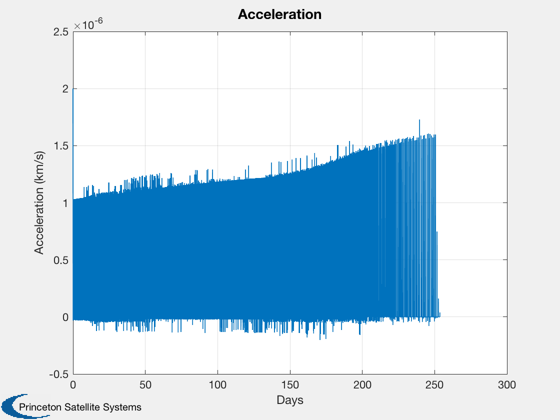 Acceleration
×10-6
2.5
2
1.5
1
0.5
0
-0.5
Acceleration (km/s)
0 50 100 150 200 250 300
Days
Princeton Satellite Systems